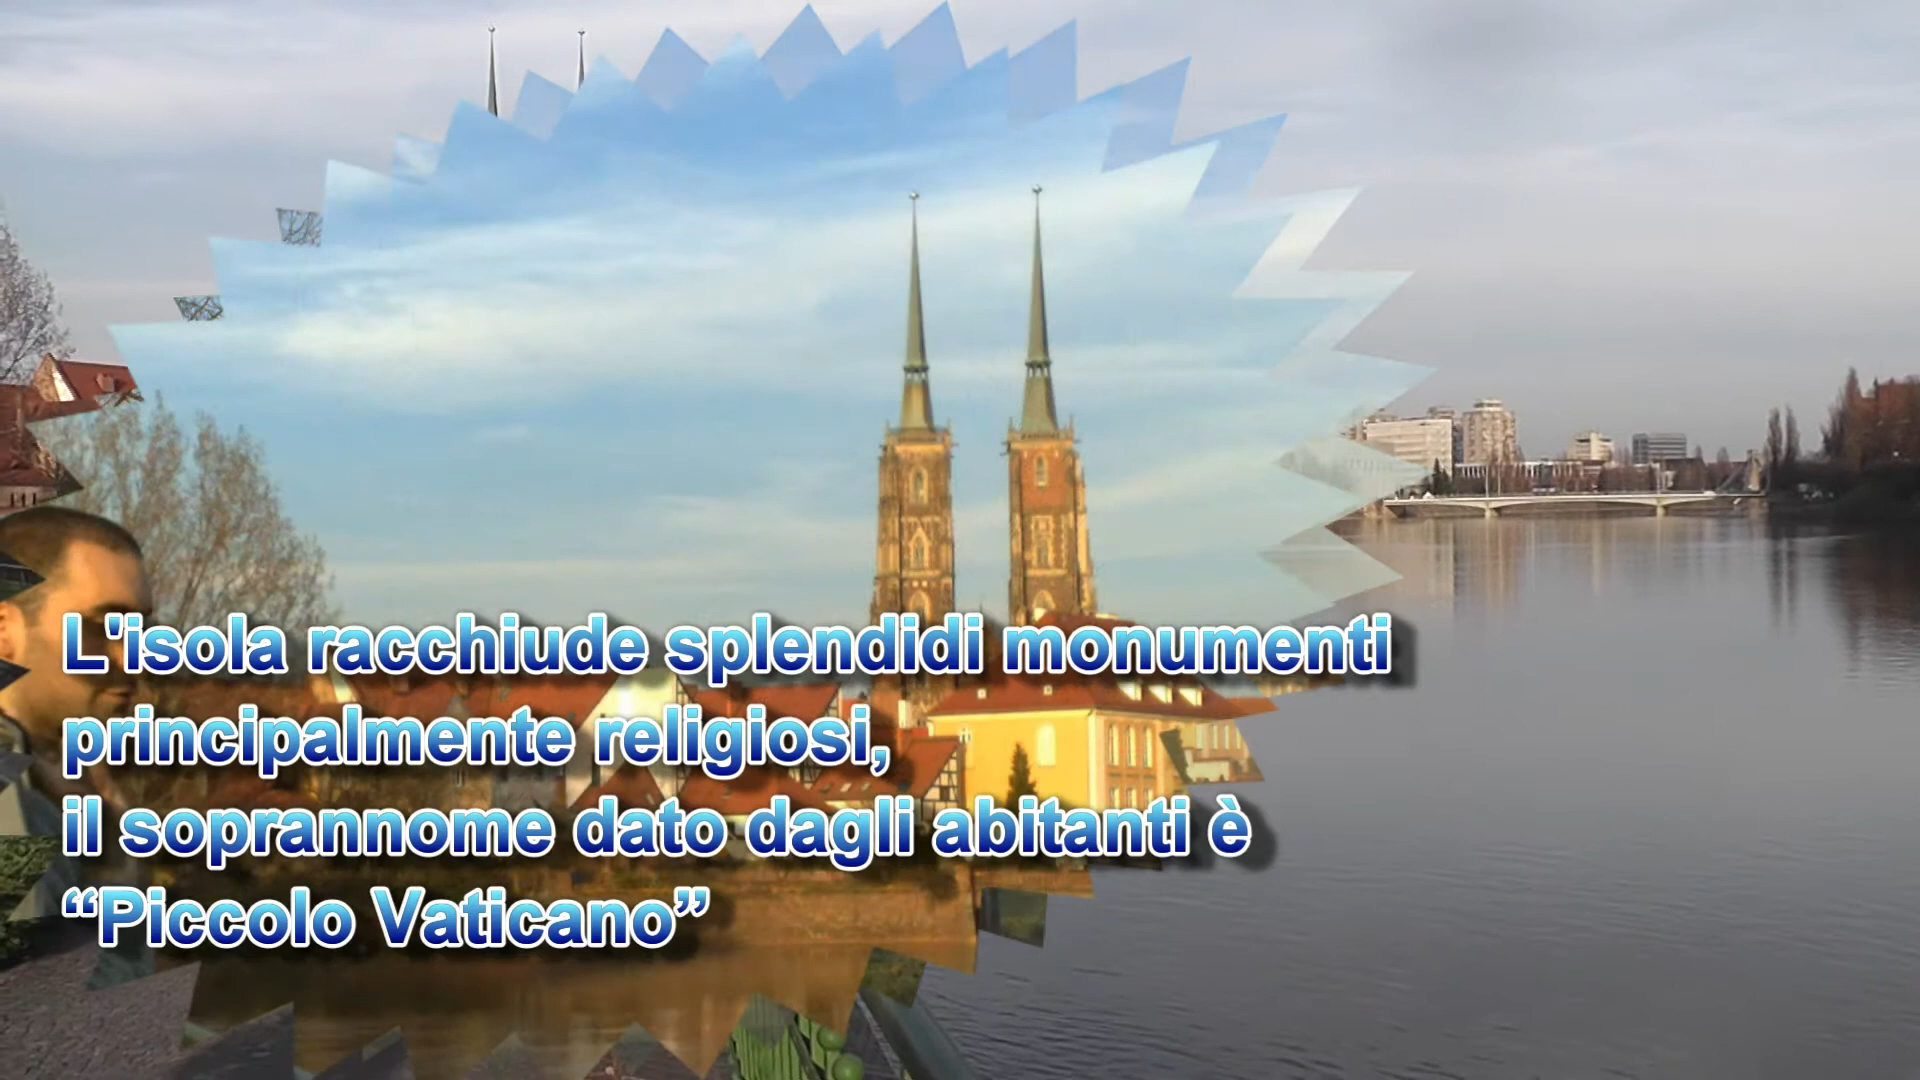 L'isola racchiude splendidi monumenti
principalmente religiosi,
il soprannome dato dagli abitanti è
“Piccolo Vaticano”